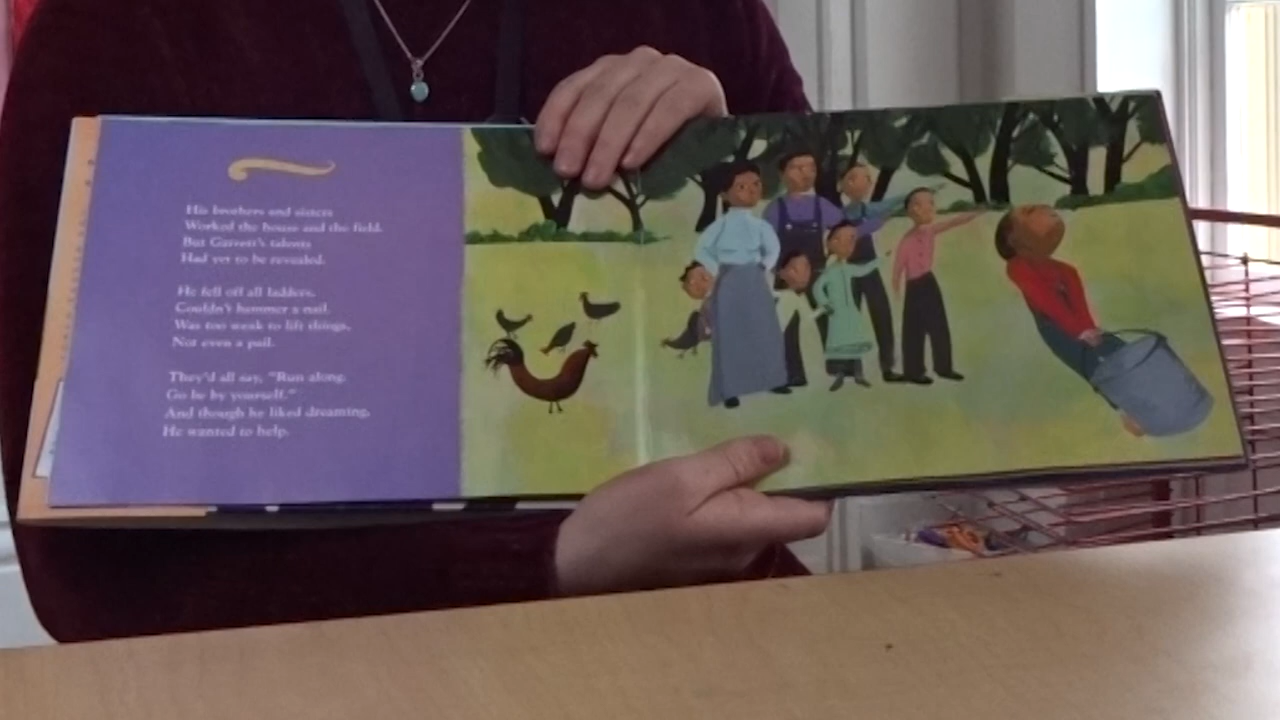 His brothers and sisters
Worked the house and the field.
But Garrett's talents
Had yet to be revealed.
He fell off all ladders.
Couldn't hammer a nail.
Was too weak to lift things,
Not even a pail.
They'd all say, "Run along.
Go be by yourself."
And though he liked dreaming,
He wanted to help.